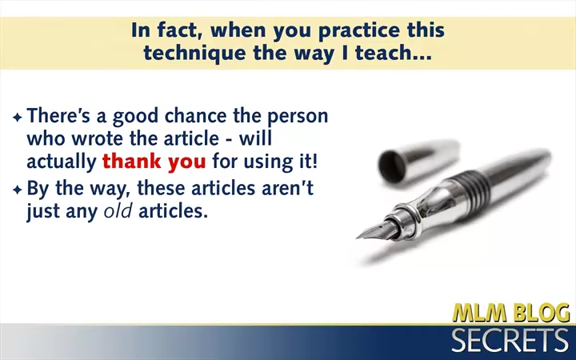 In fact, when you practice this
technique the way I teach...
There's a good chance the person
who wrote the article - will
actually thank you for using it!
By the way, these articles aren't
just any old articles.
MLM BLOG
SECRETS